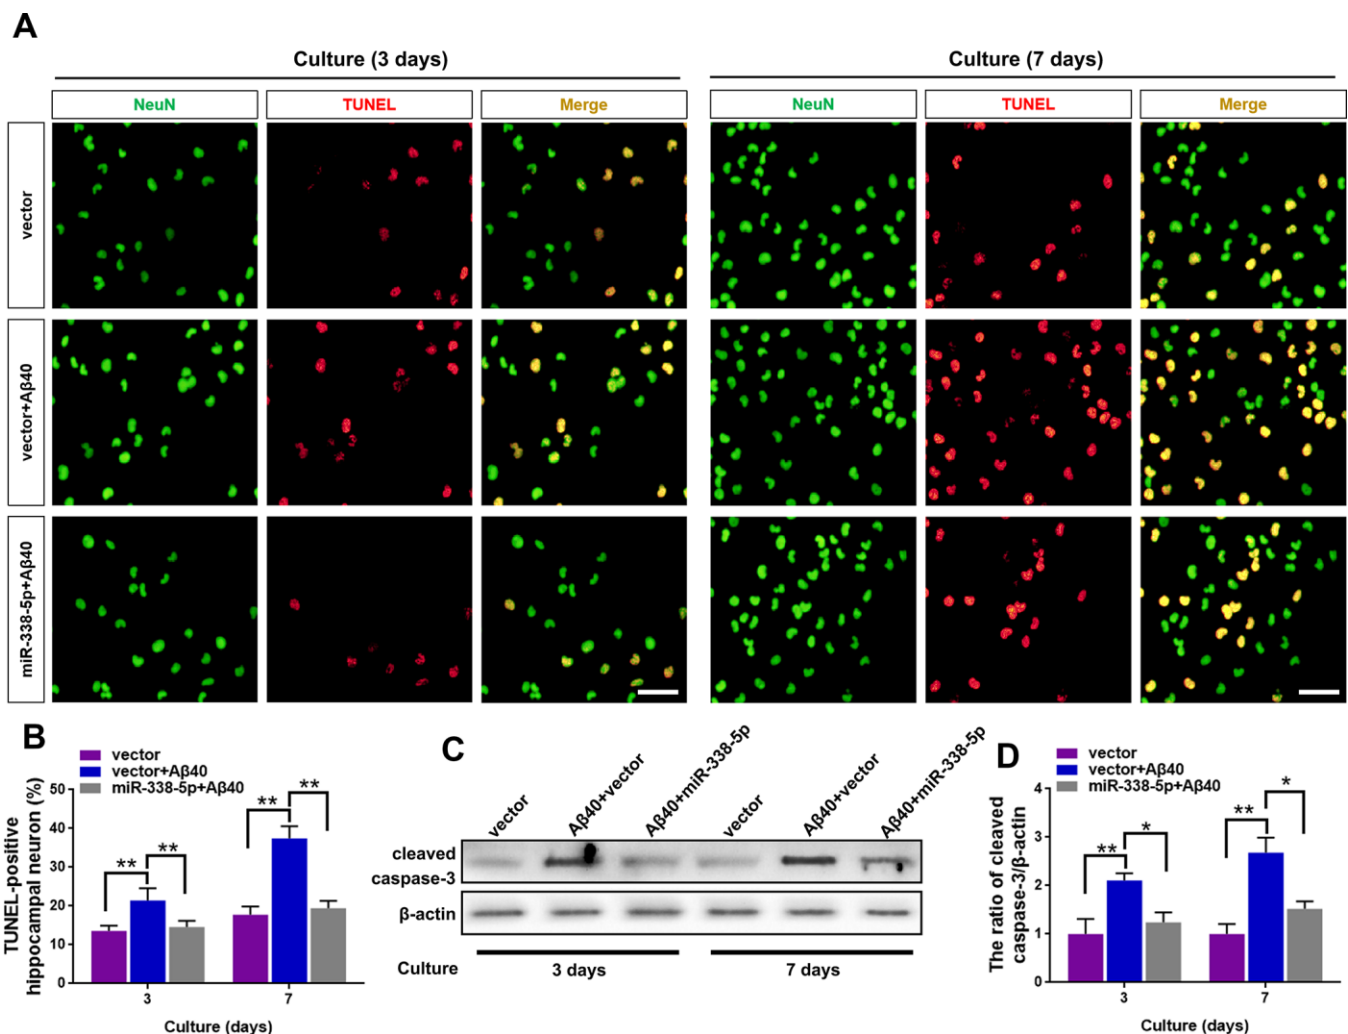 A
Culture (3 days)
Culture (7 days)
NeuN
TUNEL
Merge
NeuN
TUNEL
Merge
vector
vector+Aβ40
miR-338-5p+Aβ40
B
vector
vector+Aβ40
miR-338-5p+Aβ40
TUNEL-positive
hippocampal neuron (%)
50
40
30
20
10
0
**
**
**
**
3
7
Culture (days)
C
vector
Aβ40+vector
Aβ40+miR-338-5p
vector
Aβ40+vector
Aβ40+miR-338-5p
cleaved
caspase-3
β-actin
Culture
3 days
7 days
D
vector
vector+Aβ40
miR-338-5p+Aβ40
The ratio of cleaved
caspase-3/β-actin
4
3
2
1
0
**
*
**
*
3
7
Culture (days)